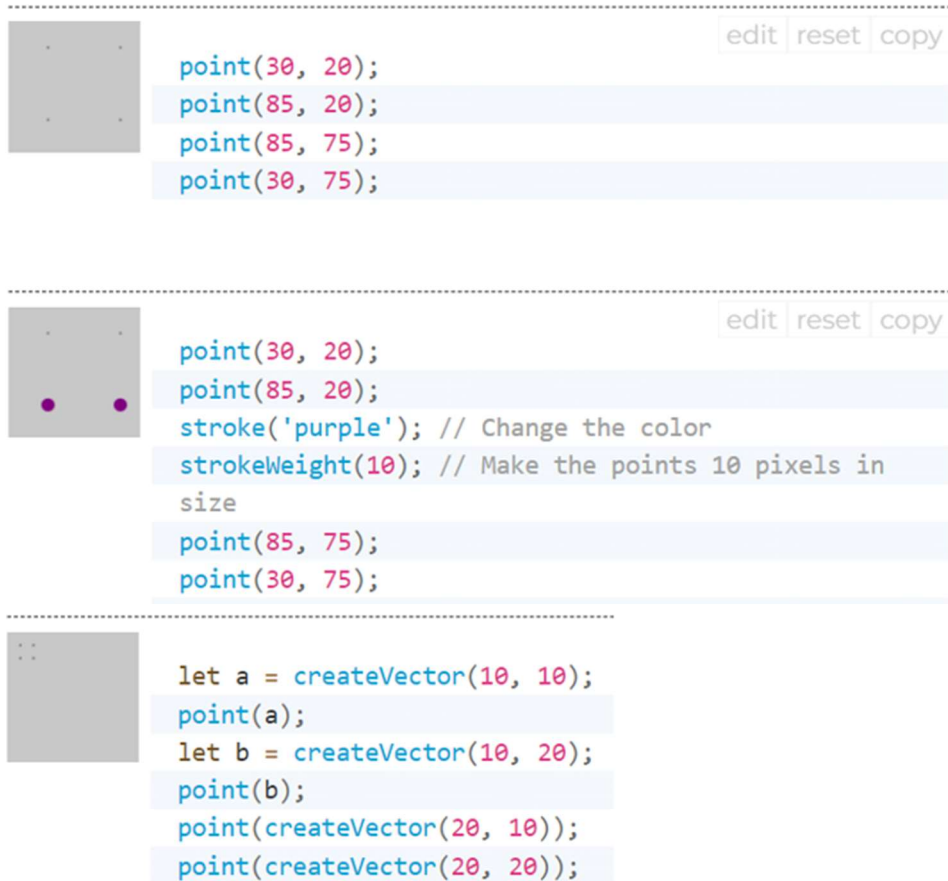 edit reset copy
point(30, 20);
point(85, 20);
point(85, 75);
point(30, 75);
edit reset copy
point(30, 20);
point(85, 20);
stroke('purple'); // Change the color
strokeWeight(10); // Make the points 10 pixels in
size
point(85, 75);
point(30, 75);
let a = createVector(10, 10);
point(a);
let b = createVector(10, 20);
point(b);
point(createVector(20, 10));
point(createVector(20, 20));